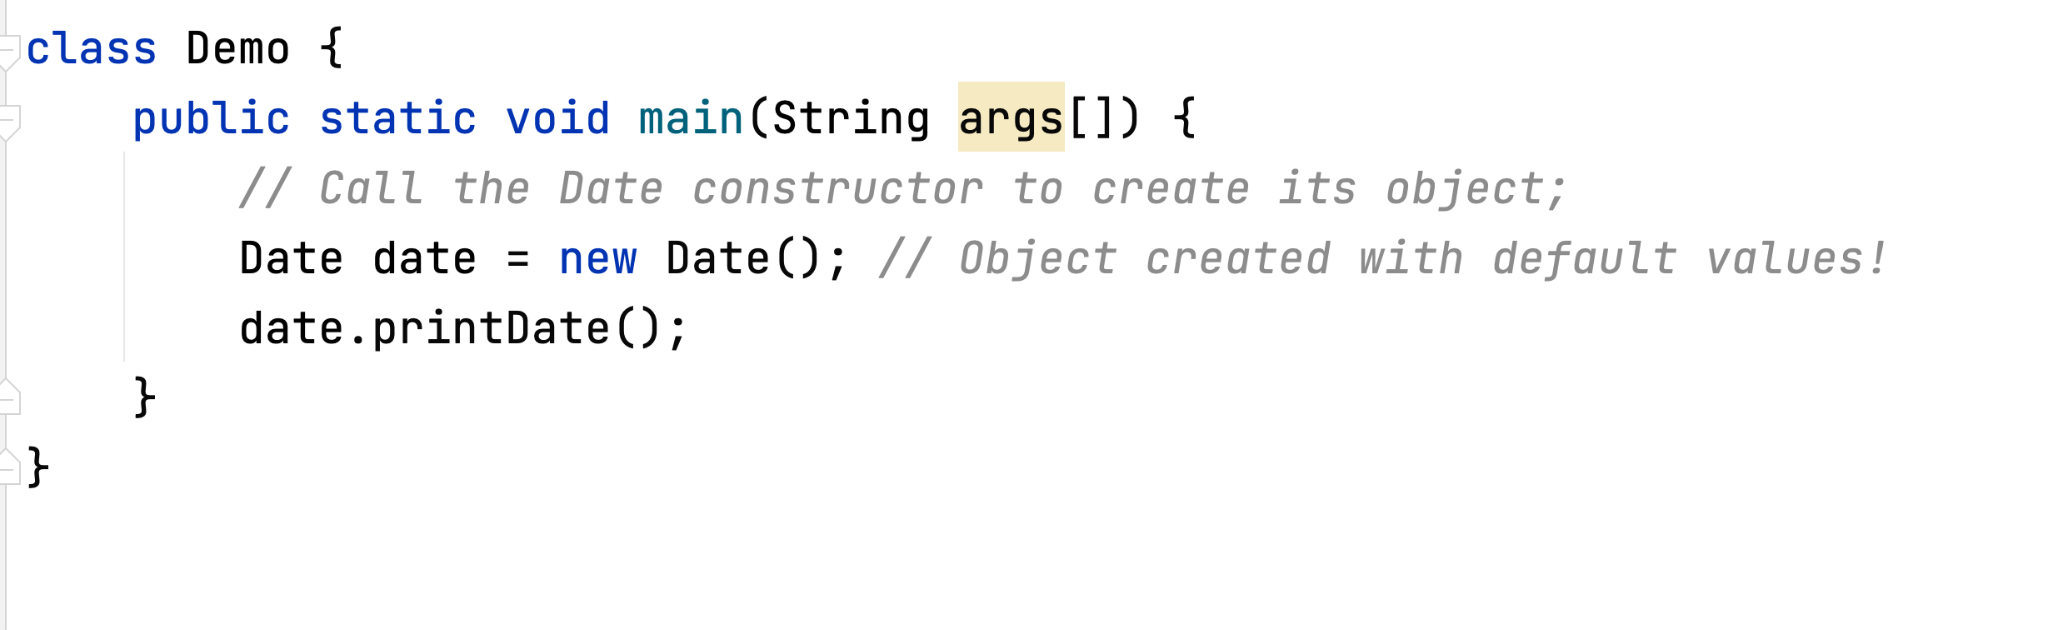 class Demo {
public static void main(String args[]) {
// Call the Date constructor to create its object;
Date date = new Date(); // Object created with default values!
date.printDate();
}
}